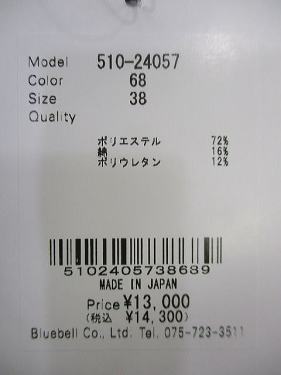 Model 510-24057
Color 68
Size 38
Quality
ポリエステル 72%
綿 16%
ポリウレタン 12%
5102405738689
MADE IN JAPAN
Price ¥13,000
(税込 ¥14,300)
Bluebell Co., Ltd. Tel. 075-723-3511